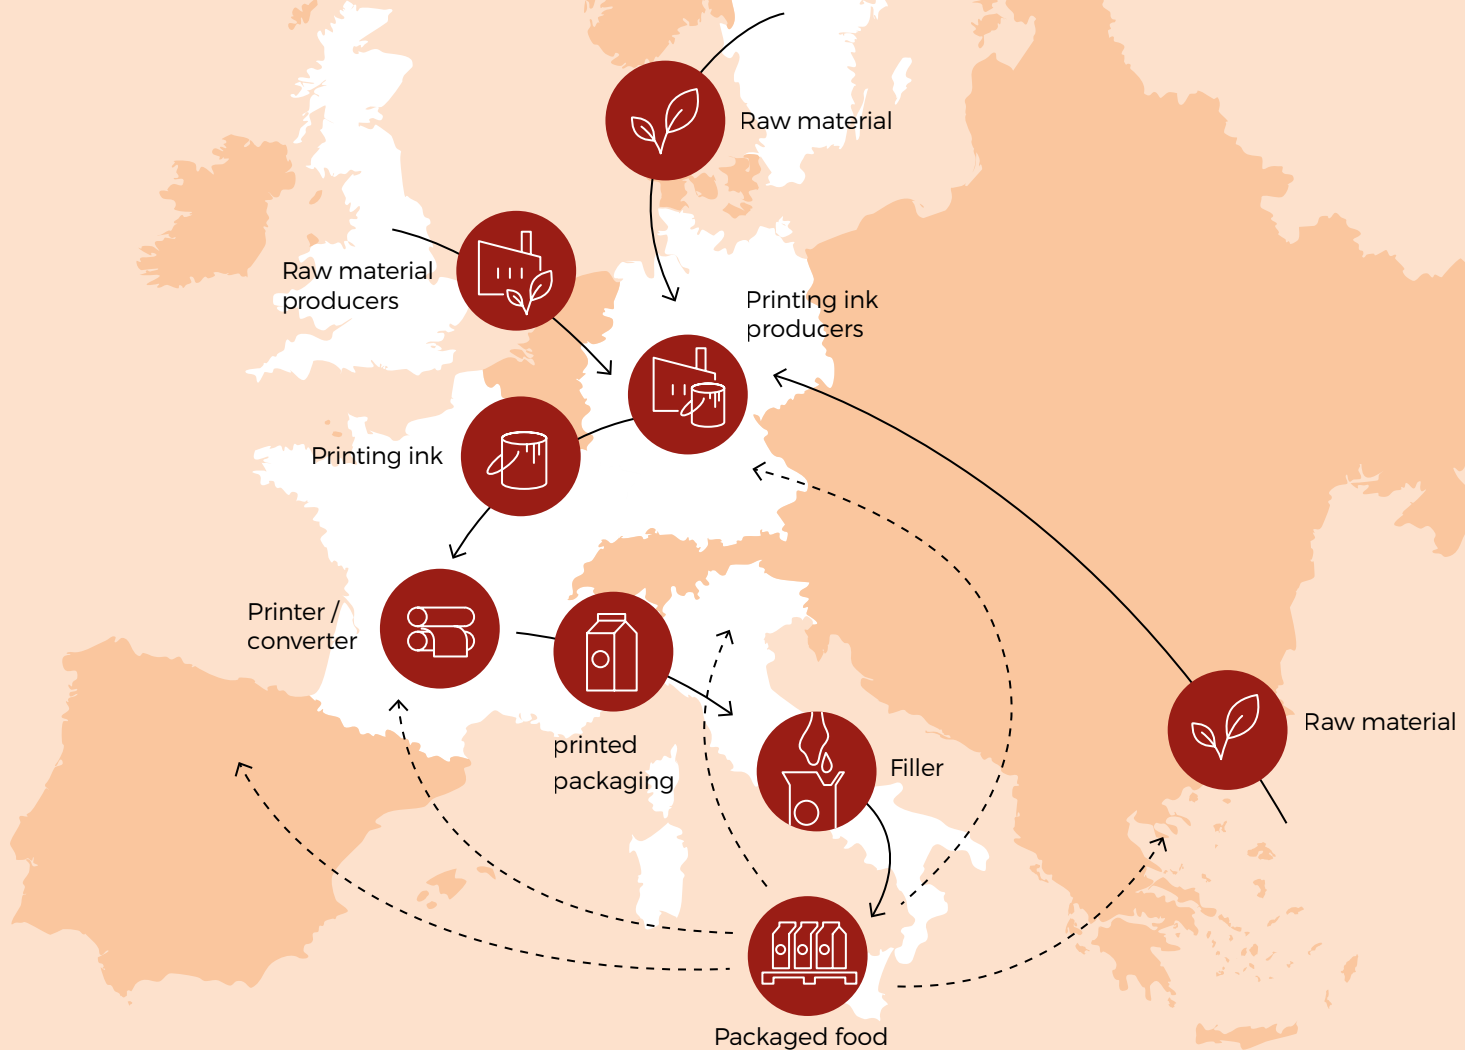 Raw material
Raw material
producers
Printing ink
producers
Printing ink
Printer /
converter
printed
packaging
Filler
Raw material
Packaged food